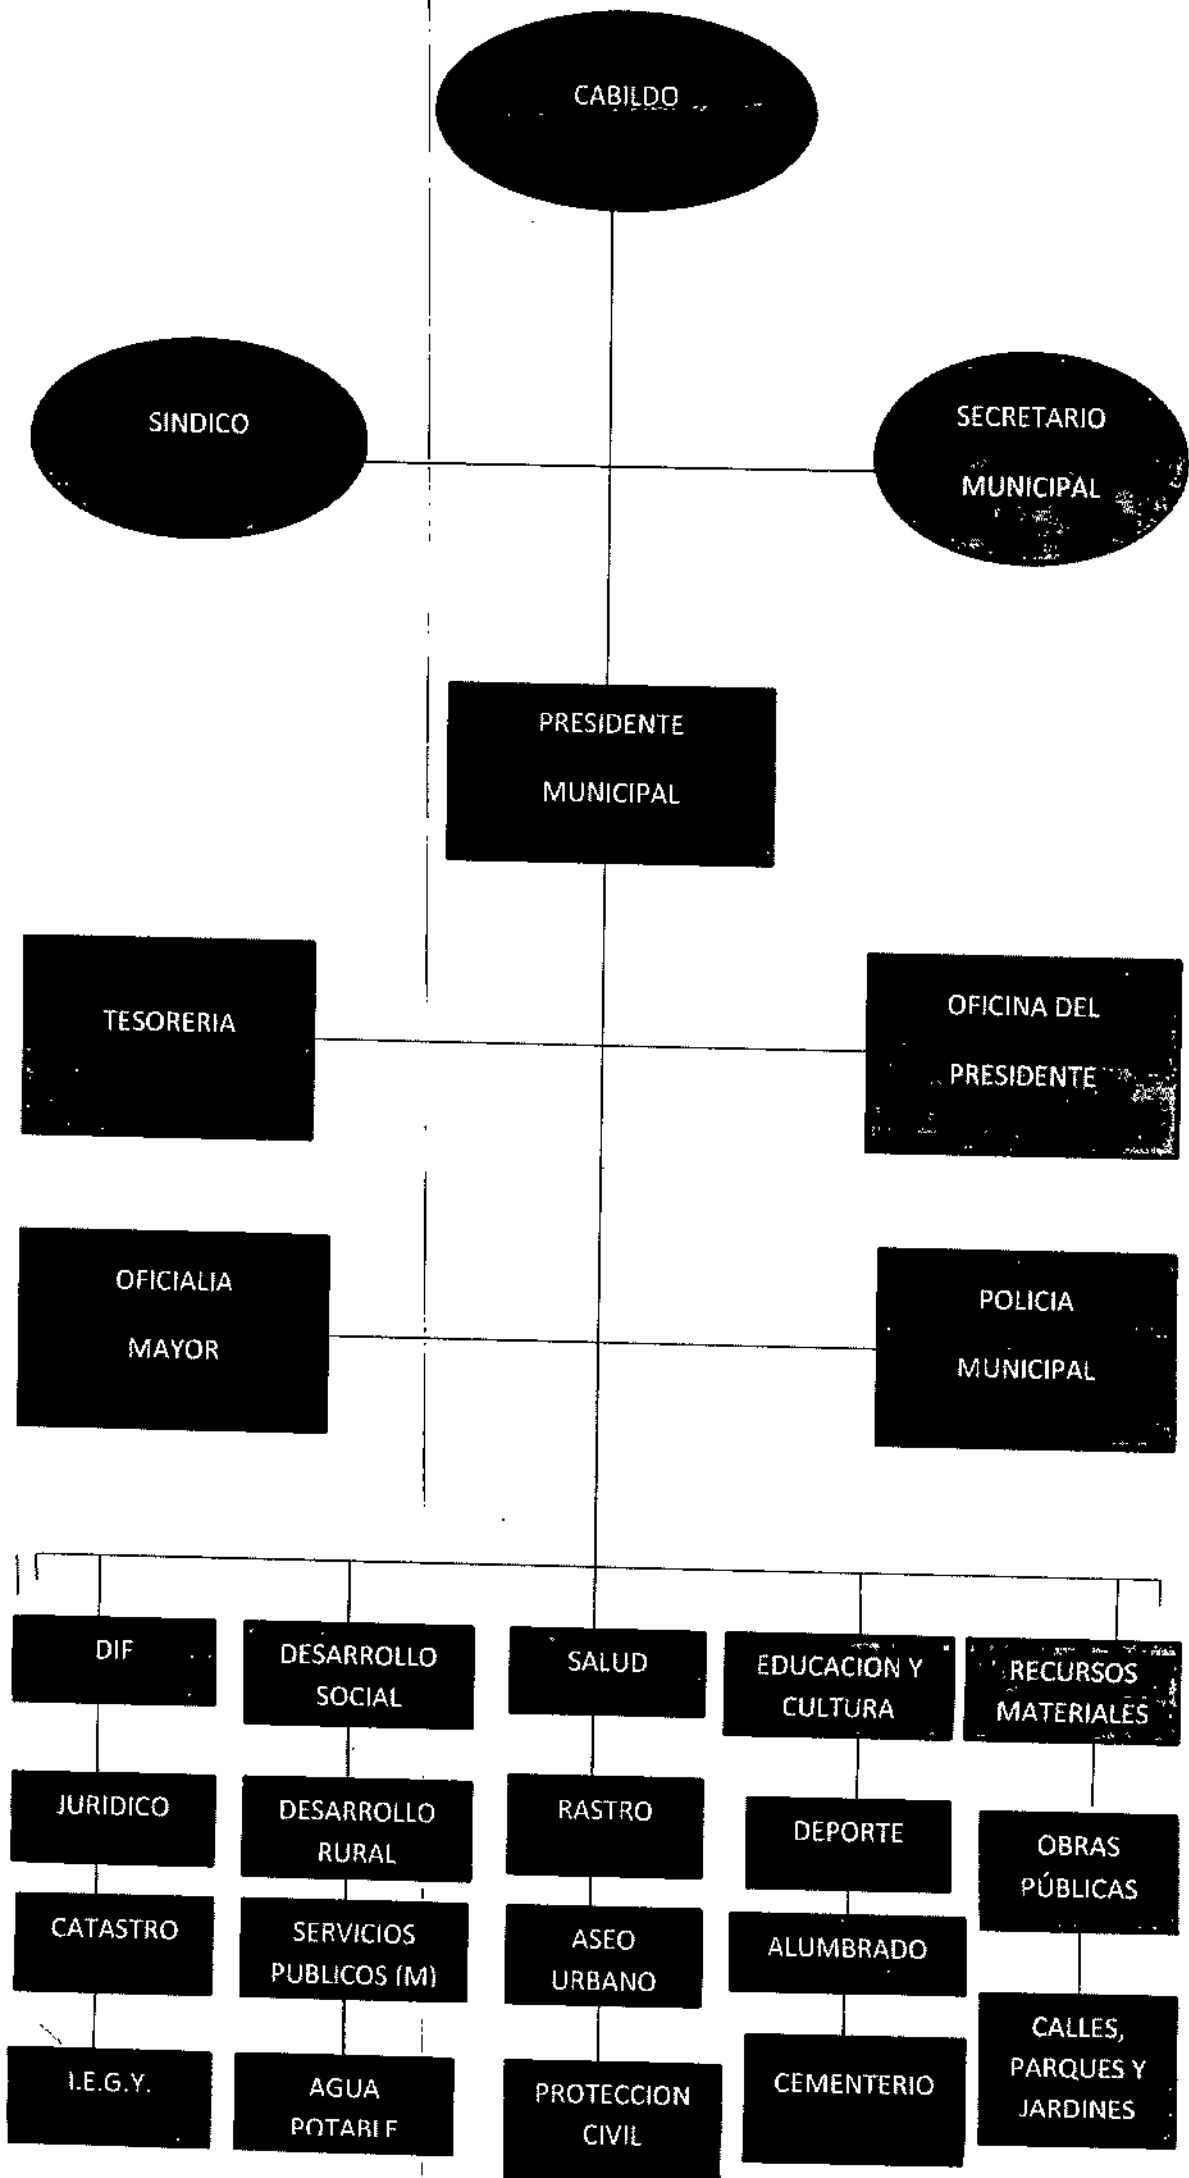 CABILDO
SINDICO
SECRETARIO
MUNICIPAL
PRESIDENTE
MUNICIPAL
TESORERIA
OFICINA DEL
PRESIDENTE
OFICIALIA
MAYOR
POLICIA
MUNICIPAL
DIF
DESARROLLO
SOCIAL
SALUD
EDUCACION Y
CULTURA
RECURSOS
MATERIALES
JURIDICO
DESARROLLO
RURAL
RASTRO
DEPORTE
OBRAS
PÚBLICAS
CATASTRO
SERVICIOS
PUBLICOS (M)
ASEO
URBANO
ALUMBRADO
CALLES,
PARQUES Y
JARDINES
I.E.G.Y.
AGUA
POTABLE
PROTECCION
CIVIL
CEMENTERIO